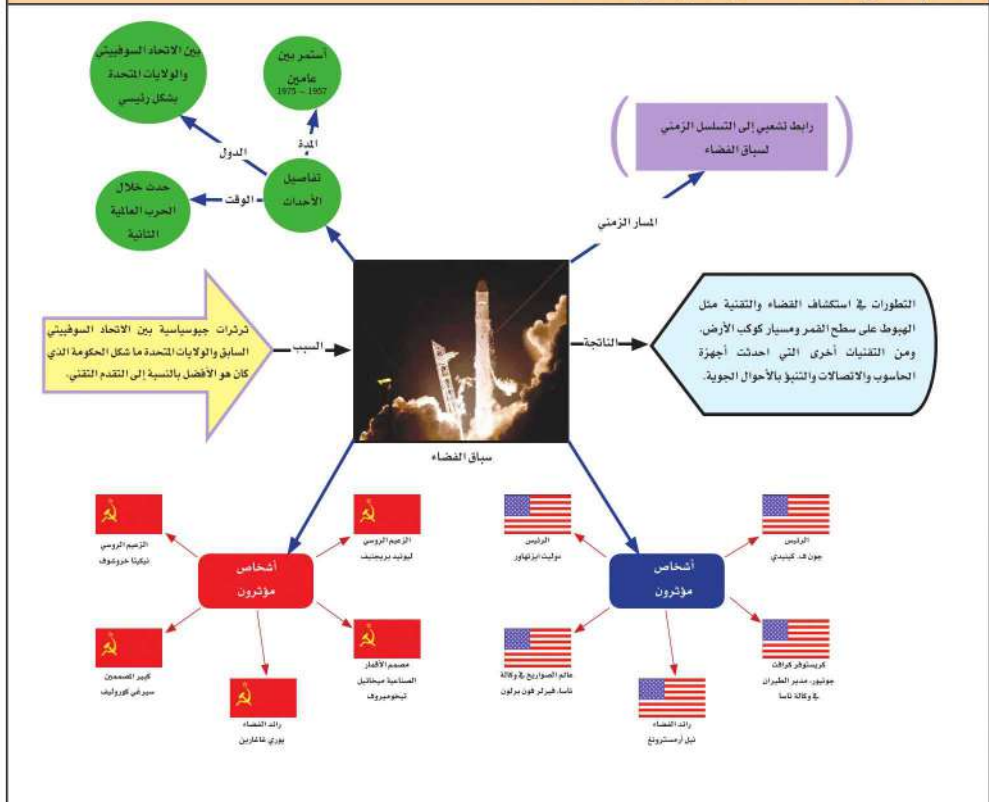 بين الاتحاد السوفييتي
والولايات المتحدة
بشكل رئيسي
أستمر بين
عامين
1957 – 1975
رابط تشعبي إلى التسلسل الزمني
لسباق الفضاء
الدول
المدة
تفاصيل
الأحداث
الوقت
حدث خلال
الحرب العالمية
الثانية
المسار الزمني
ثرثرات جيوسياسية بين الاتحاد السوفييتي
السابق والولايات المتحدة ما شكل الحكومة الذي
كان هو الأفضل بالنسبة إلى التقدم التقني.
السبب
الناتجة
التطورات في استكشاف الفضاء والتقنية مثل
الهبوط على سطح القمر ومسبار كوكب الأرض.
ومن التقنيات أخرى التي احدثت أجهزة
الحاسوب والاتصالات والتنبؤ بالأحوال الجوية.
سباق الفضاء
الزعيم الروسي
نيكيتا خروشوف
الزعيم الروسي
ليونيد بريجنيف
أشخاص
مؤثرون
كبير المصممين
سيرغي كوروليف
مصمم الأقمار
الصناعية ميخائيل
تيخوميروف
رائد الفضاء
يوري غاغارين
الرئيس
دوايت ايزنهاور
الرئيس
جون ف. كينيدي
أشخاص
مؤثرون
عالم الصواريخ في وكالة
ناسا، فيرنر فون براون
كريستوفر كرافت
جونيور، مدير الطيران
في وكالة ناسا
رائد الفضاء
نيل أرمسترونغ